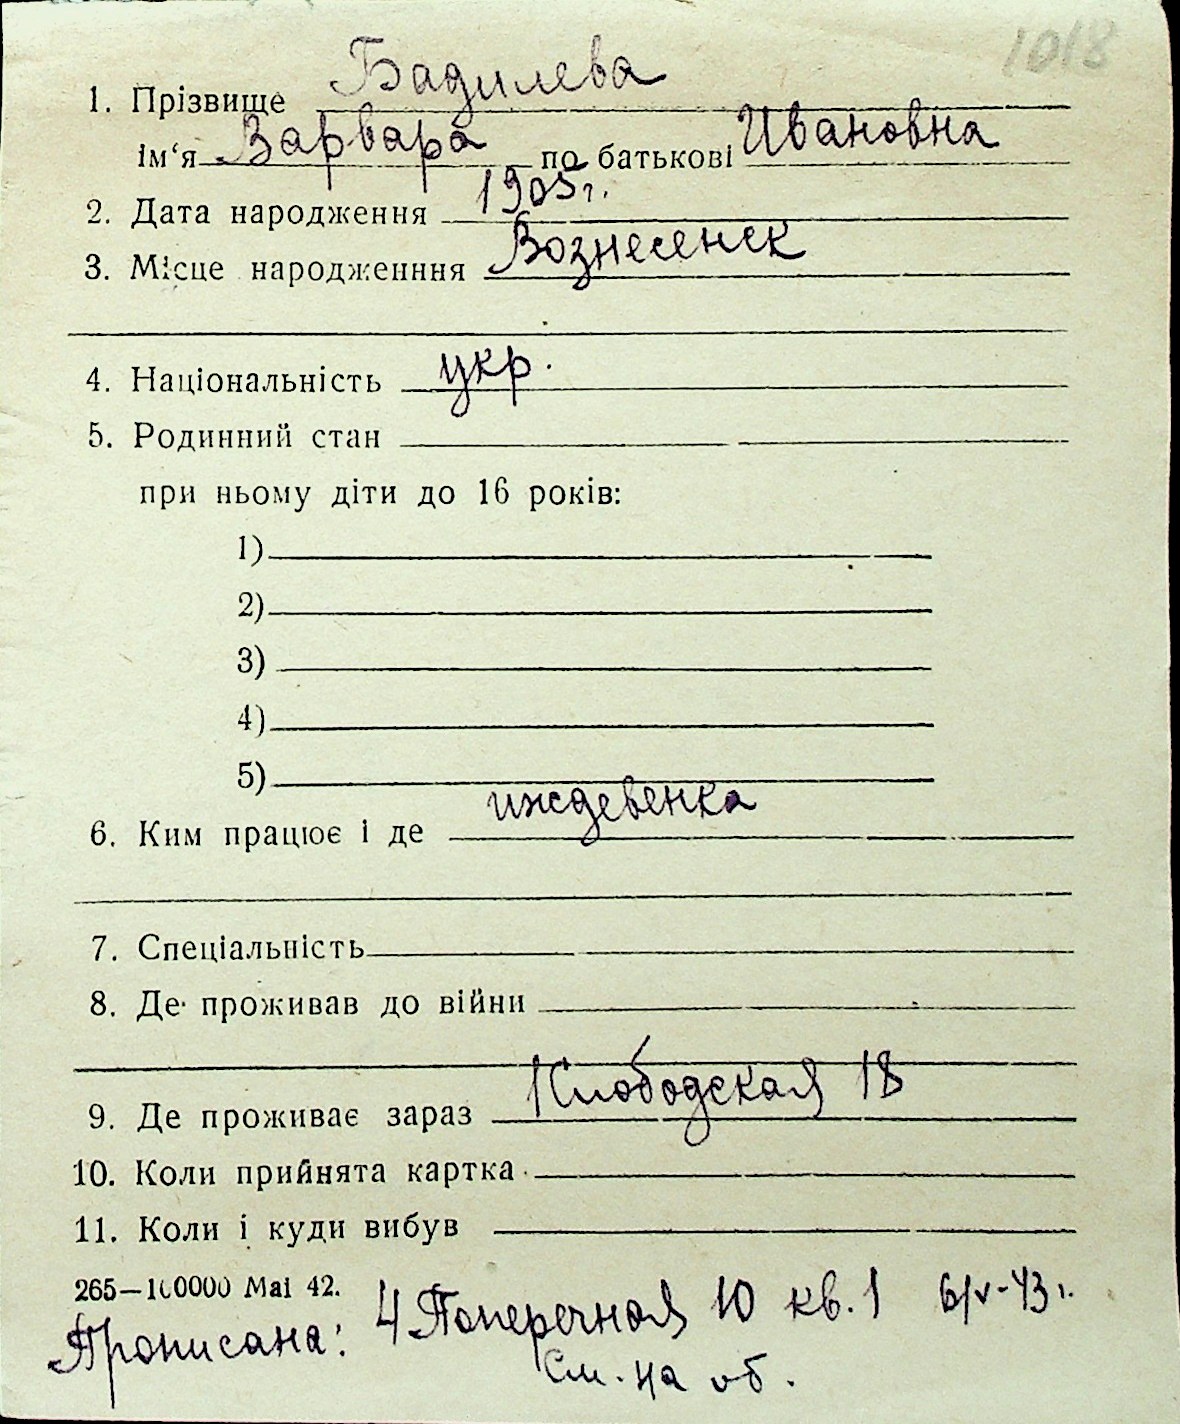 1018
1. Прізвище Бадилева
ім'я Варвара по батькові Ивановна
2. Дата народження 1905 г.
3. Місце народженння Вознесенск
4. Національність укр.
5. Родинний стан
при ньому діти до 16 років:
1)
2)
3)
4)
5)
6. Ким працює і де иждевенка
7. Спеціальність
8. Де проживав до війни
9. Де проживає зараз 1 Слободская 18
10. Коли прийнята картка
11. Коли і куди вибув
265—100000 Mai 42.
Прописана: 4 Поперечная 10 кв. 1 6/V-43 г.
См. на об.